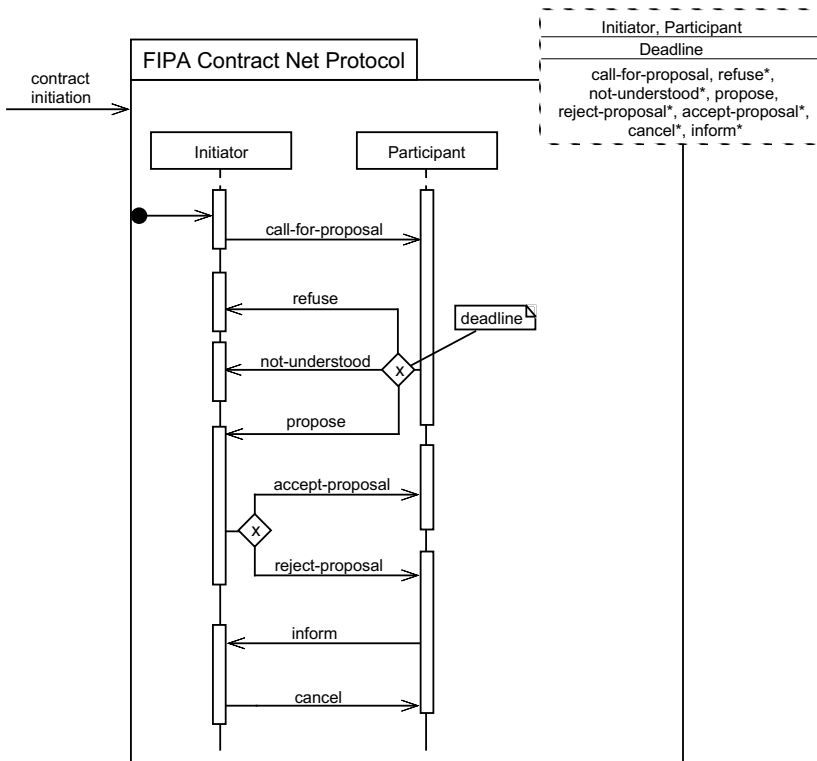 Initiator, Participant
Deadline
call-for-proposal, refuse*,
not-understood*, propose,
reject-proposal*, accept-proposal*,
cancel*, inform*
FIPA Contract Net Protocol
contract
initiation
Initiator
Participant
call-for-proposal
refuse
deadline
not-understood
x
propose
accept-proposal
x
reject-proposal
inform
cancel